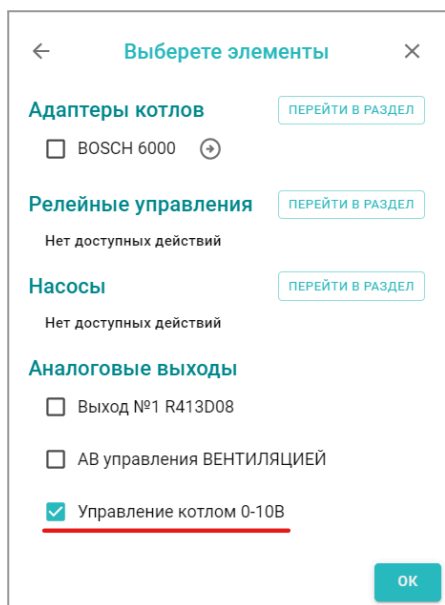 Выберете элементы
Адаптеры котлов ПЕРЕЙТИ В РАЗДЕЛ
BOSCH 6000
Релейные управления ПЕРЕЙТИ В РАЗДЕЛ
Нет доступных действий
Насосы ПЕРЕЙТИ В РАЗДЕЛ
Нет доступных действий
Аналоговые выходы
Выход №1 R413D08
АВ управления ВЕНТИЛЯЦИЕЙ
Управление котлом 0-10В
ОК